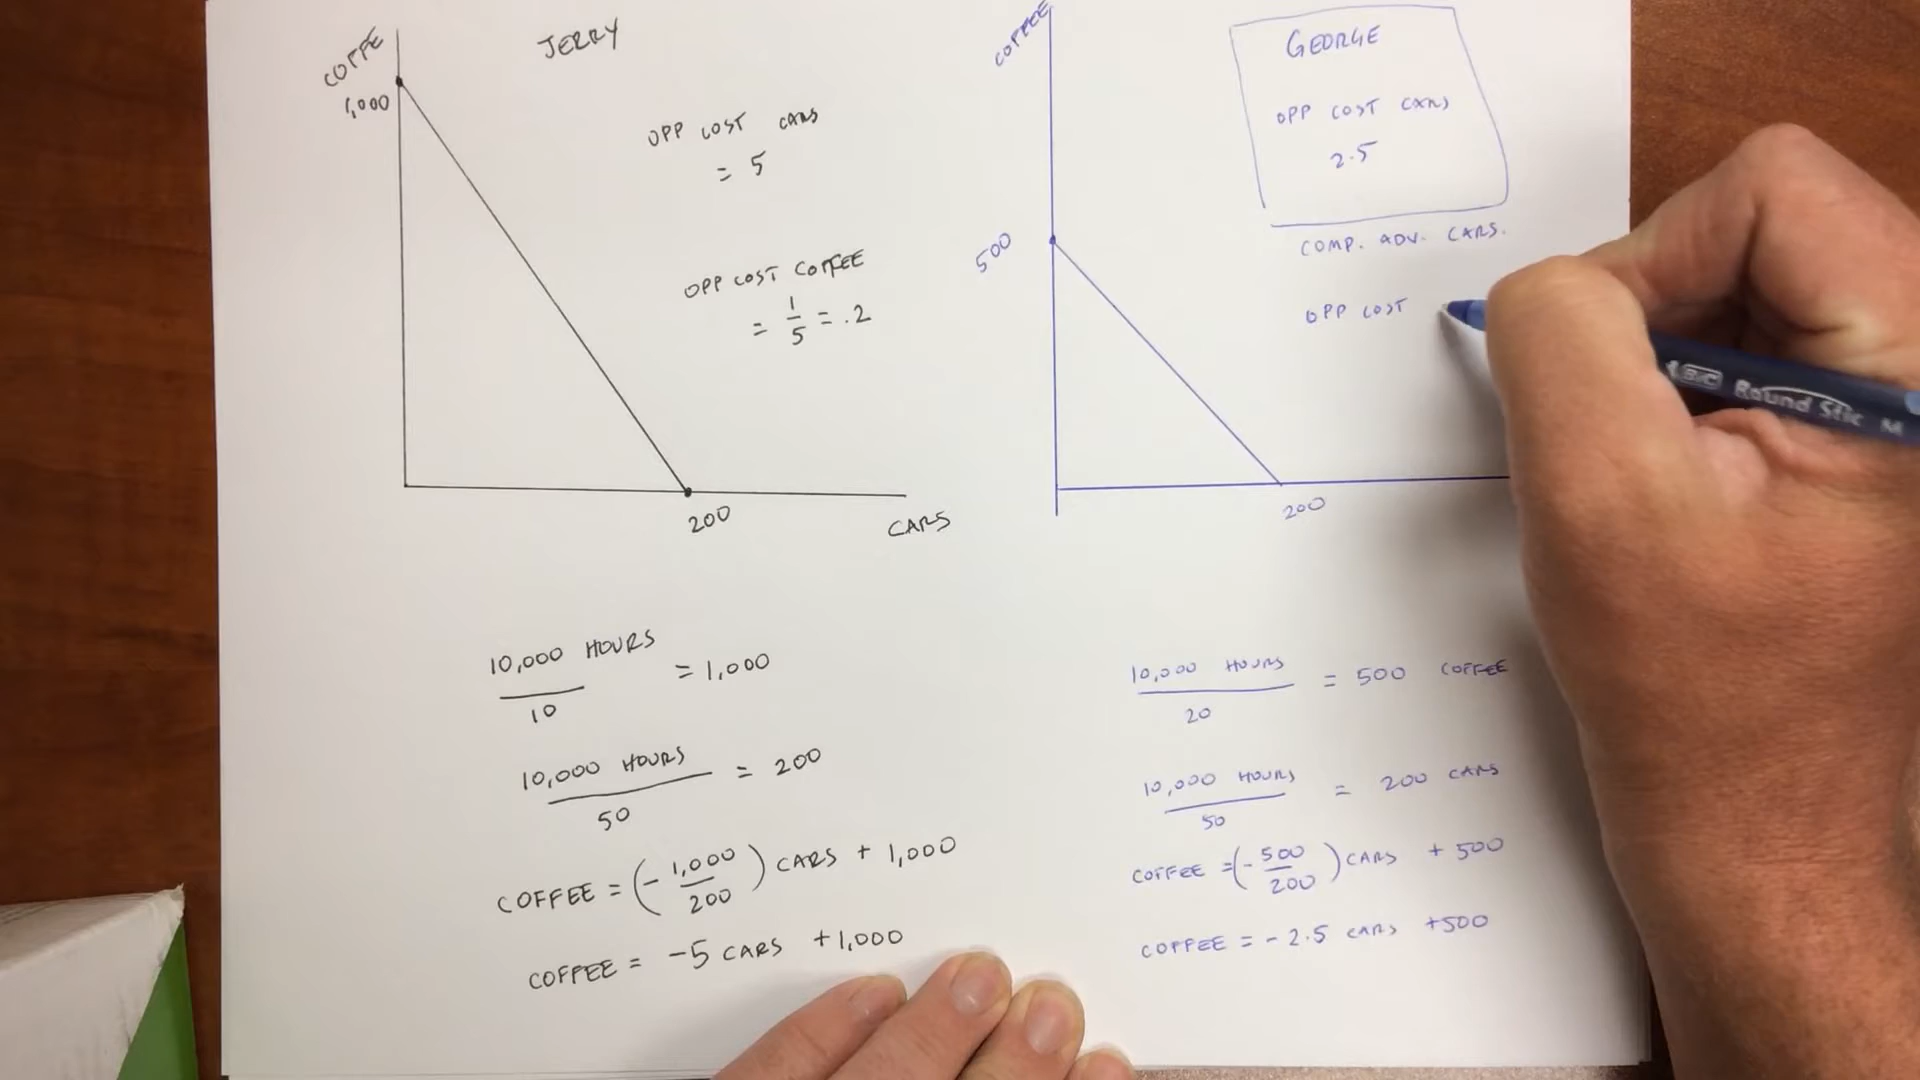 COFFE
1,000
JERRY
OPP COST CARS
= 5
OPP COST COFFEE
= 1/5 = .2
200
CARS
10,000 HOURS
10
= 1,000
10,000 HOURS
50
= 200
COFFEE = (- 1,000/200) CARS + 1,000
COFFEE = -5 CARS +1,000
COFFEE
500
GEORGE
OPP COST CARS
2.5
COMP. ADV. CARS.
OPP COST
200
10,000 HOURS
20
= 500 COFFEE
10,000 HOURS
50
= 200 CARS
COFFEE = (- 500/200) CARS + 500
COFFEE = - 2.5 CARS +500
BIC Round Stic M